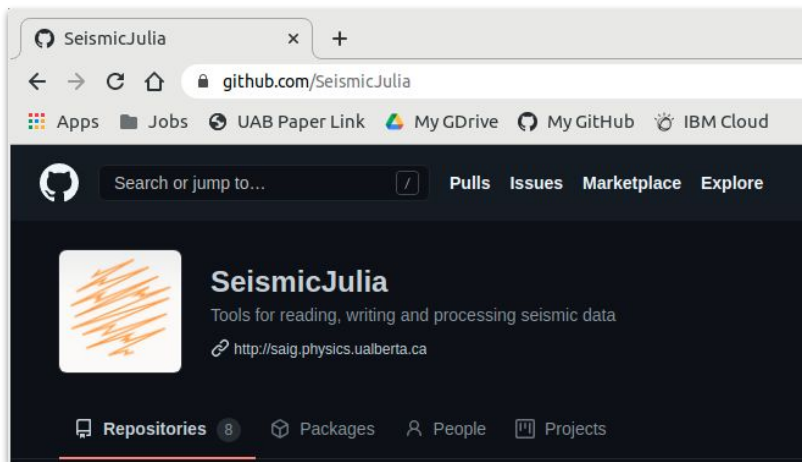 SeismicJulia
github.com/SeismicJulia
Apps Jobs UAB Paper Link My GDrive My GitHub IBM Cloud
Search or jump to... / Pulls Issues Marketplace Explore
SeismicJulia
Tools for reading, writing and processing seismic data
http://saig.physics.ualberta.ca
Repositories 8 Packages People Projects